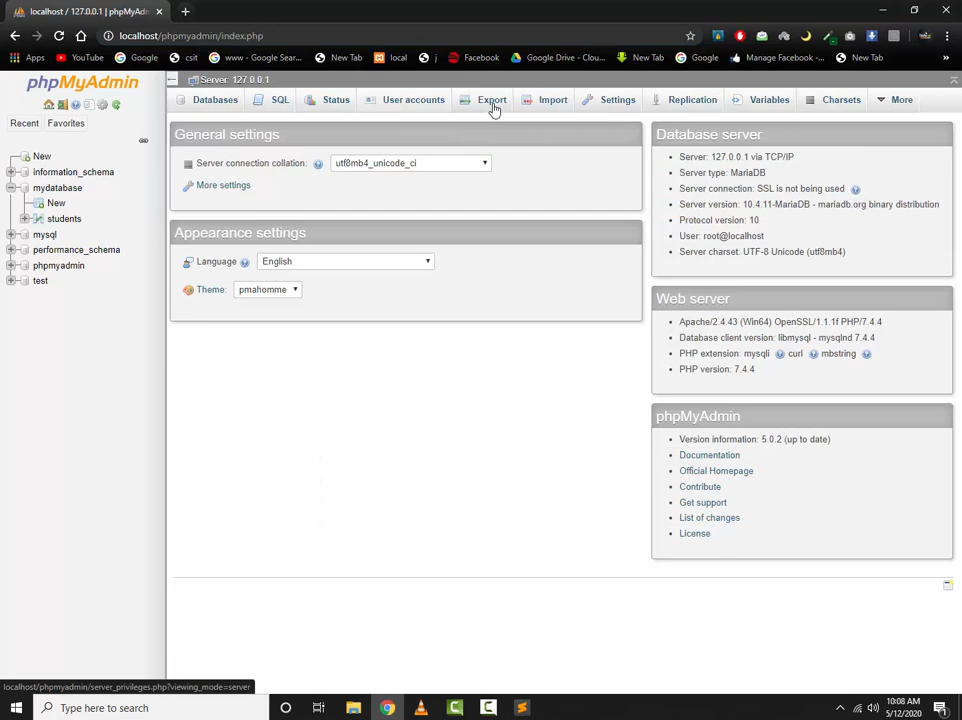 localhost / 127.0.0.1 | phpMyAdn
localhost/phpmyadmin/index.php
Apps YouTube Google csit www - Google Sear... New Tab local j Facebook Google Drive - Clou... New Tab Google Manage Facebook -... New Tab »
phpMyAdmin
Server: 127.0.0.1
Databases SQL Status User accounts Export Import Settings Replication Variables Charsets More
Recent Favorites
New
information_schema
mydatabase
New
students
mysql
performance_schema
phpmyadmin
test
General settings
Server connection collation: utf8mb4_unicode_ci
More settings
Appearance settings
Language English
Theme: pmahomme
Database server
• Server: 127.0.0.1 via TCP/IP
• Server type: MariaDB
• Server connection: SSL is not being used
• Server version: 10.4.11-MariaDB - mariadb.org binary distribution
• Protocol version: 10
• User: root@localhost
• Server charset: UTF-8 Unicode (utf8mb4)
Web server
• Apache/2.4.43 (Win64) OpenSSL/1.1.1f PHP/7.4.4
• Database client version: libmysql - mysqlnd 7.4.4
• PHP extension: mysqli curl mbstring
• PHP version: 7.4.4
phpMyAdmin
• Version information: 5.0.2 (up to date)
• Documentation
• Official Homepage
• Contribute
• Get support
• List of changes
• License
localhost/phpmyadmin/server_privileges.php?viewing_mode=server
Type here to search
10:08 AM
5/12/2020
1